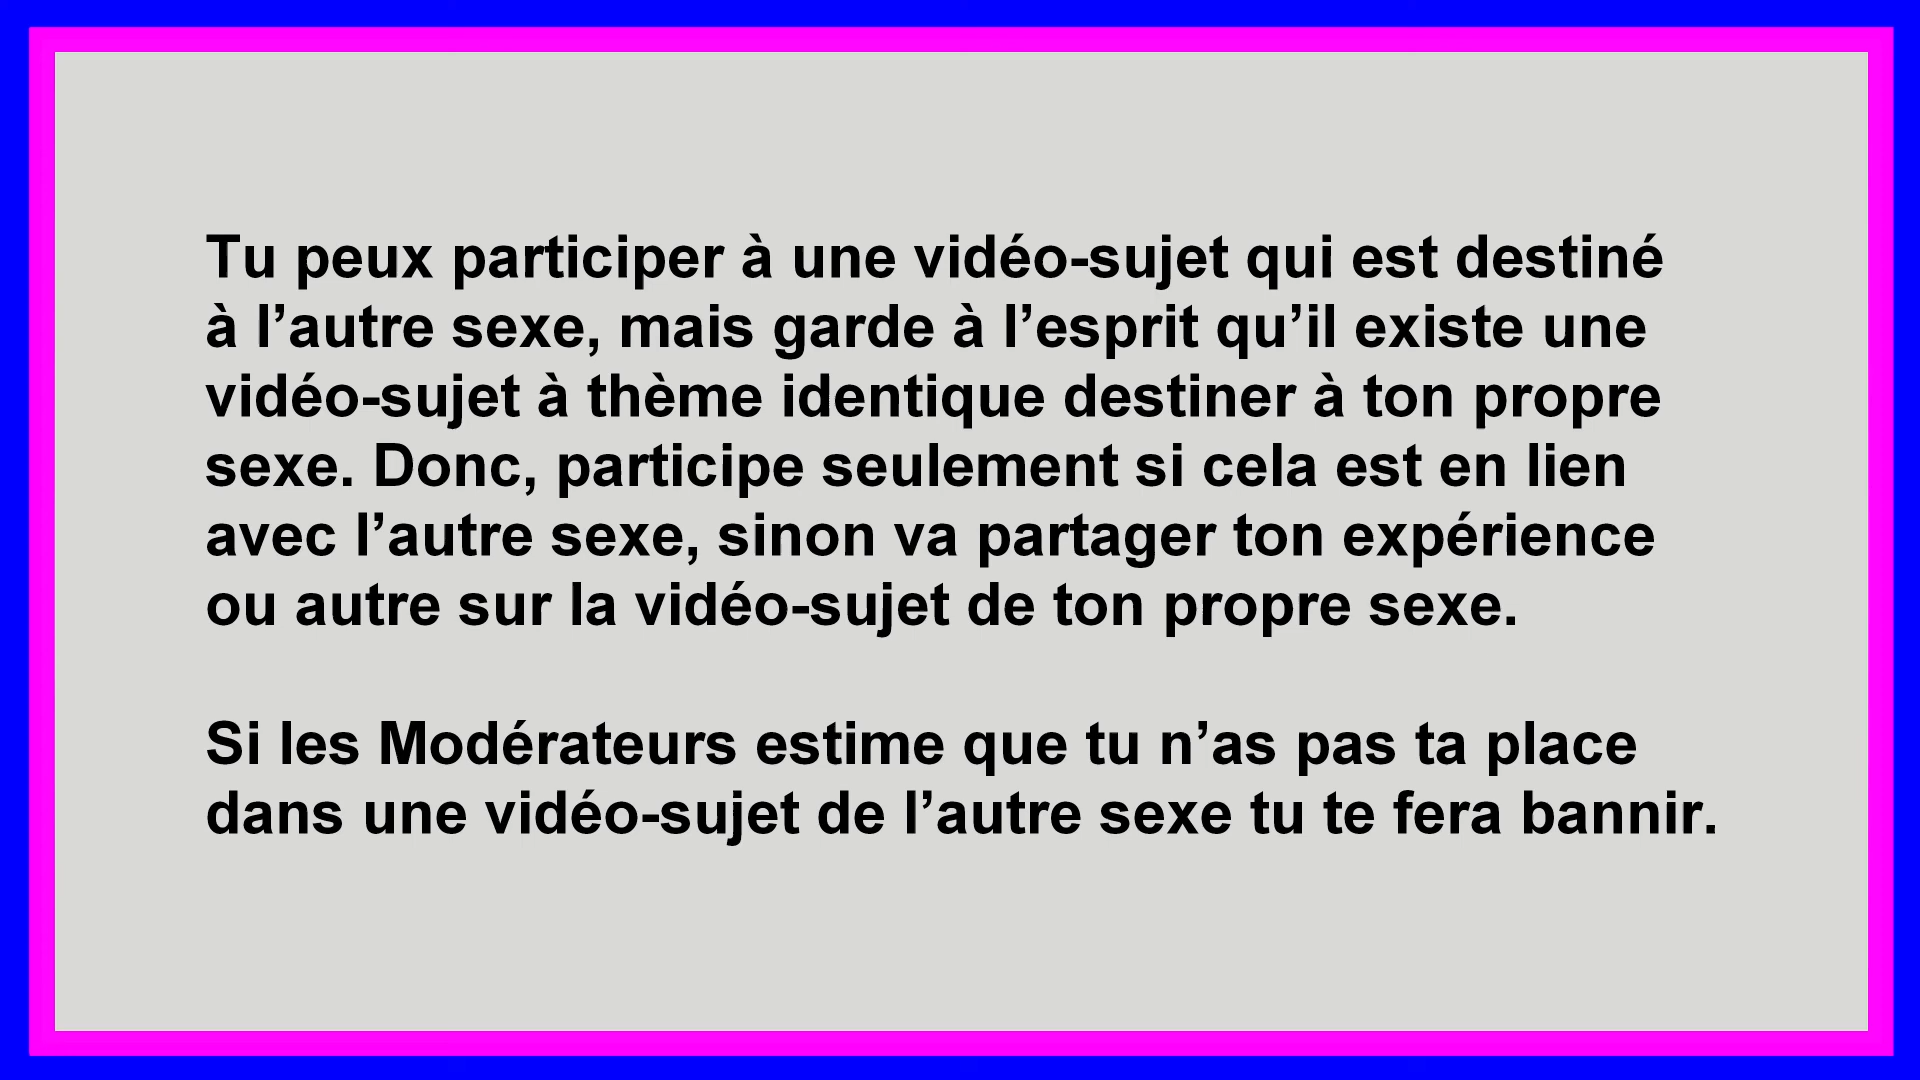 Tu peux participer à une vidéo-sujet qui est destiné
à l’autre sexe, mais garde à l’esprit qu’il existe une
vidéo-sujet à thème identique destiner à ton propre
sexe. Donc, participe seulement si cela est en lien
avec l’autre sexe, sinon va partager ton expérience
ou autre sur la vidéo-sujet de ton propre sexe.
Si les Modérateurs estime que tu n’as pas ta place
dans une vidéo-sujet de l’autre sexe tu te fera bannir.